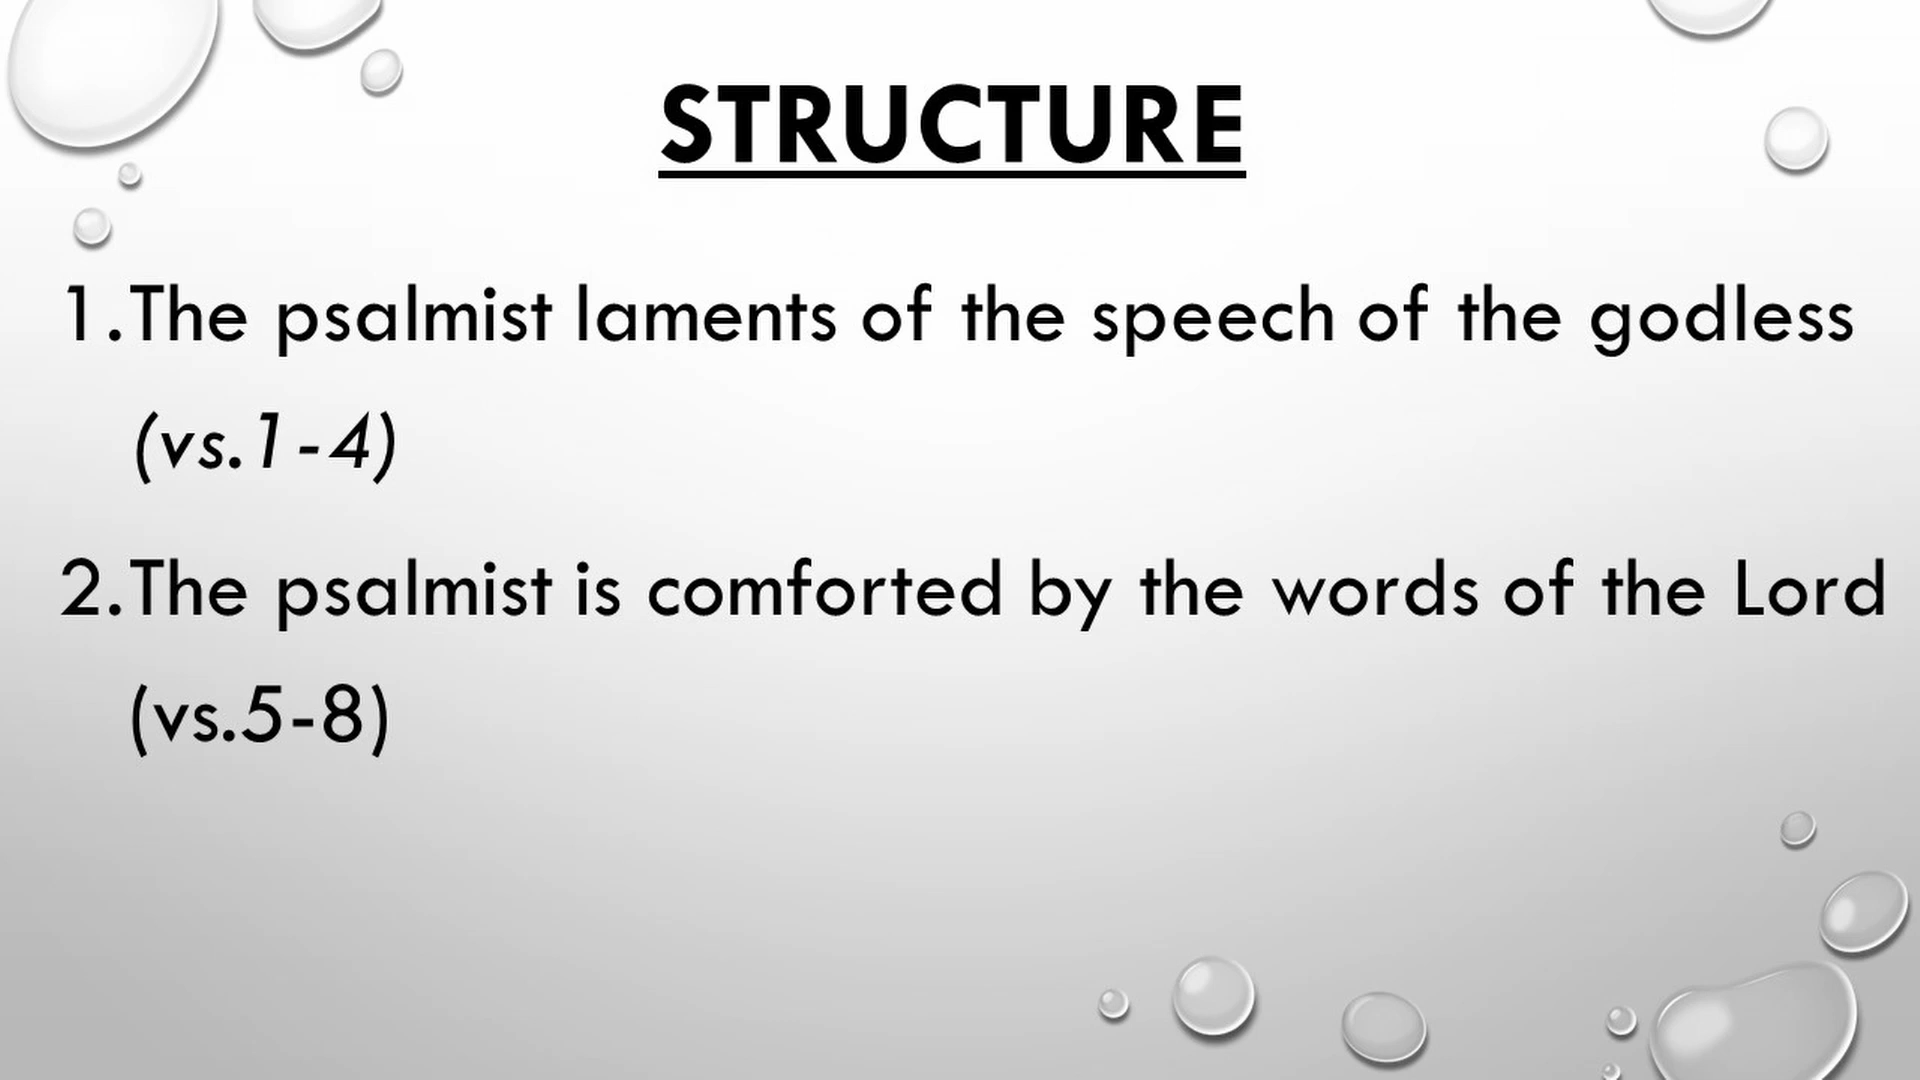 STRUCTURE
1.The psalmist laments of the speech of the godless
(vs.1-4)
2.The psalmist is comforted by the words of the Lord
(vs.5-8)